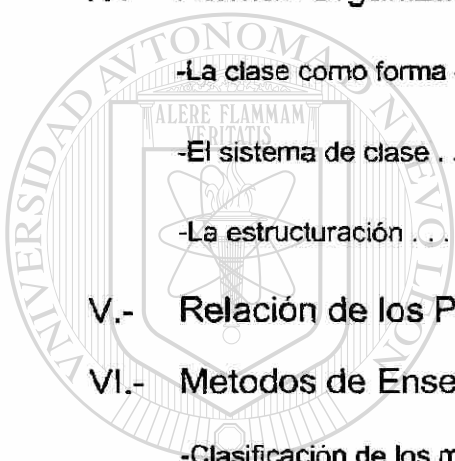 -La clase como forma
-El sistema de clase . .
-La estructuración . . .
V.- Relación de los P
VI.- Metodos de Ense
-Clasificación de los m
ALERE FLAMMAM
VERITATIS